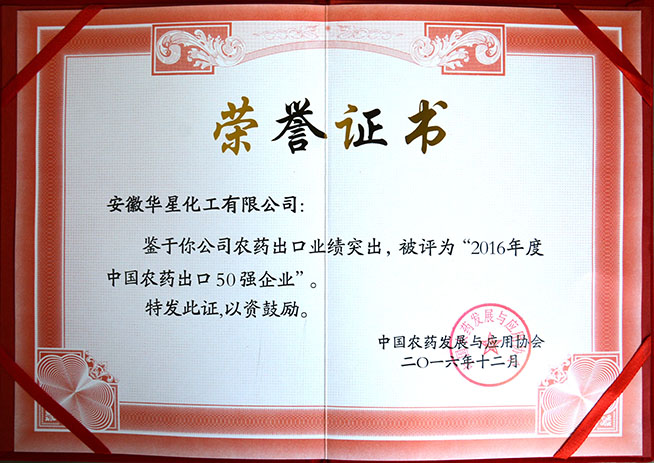 荣誉证书
安徽华星化工有限公司：
鉴于你公司农药出口业绩突出，被评为“2016年度
中国农药出口50强企业”。
特发此证，以资鼓励。
中国农药发展与应用协会
二〇一六年十二月